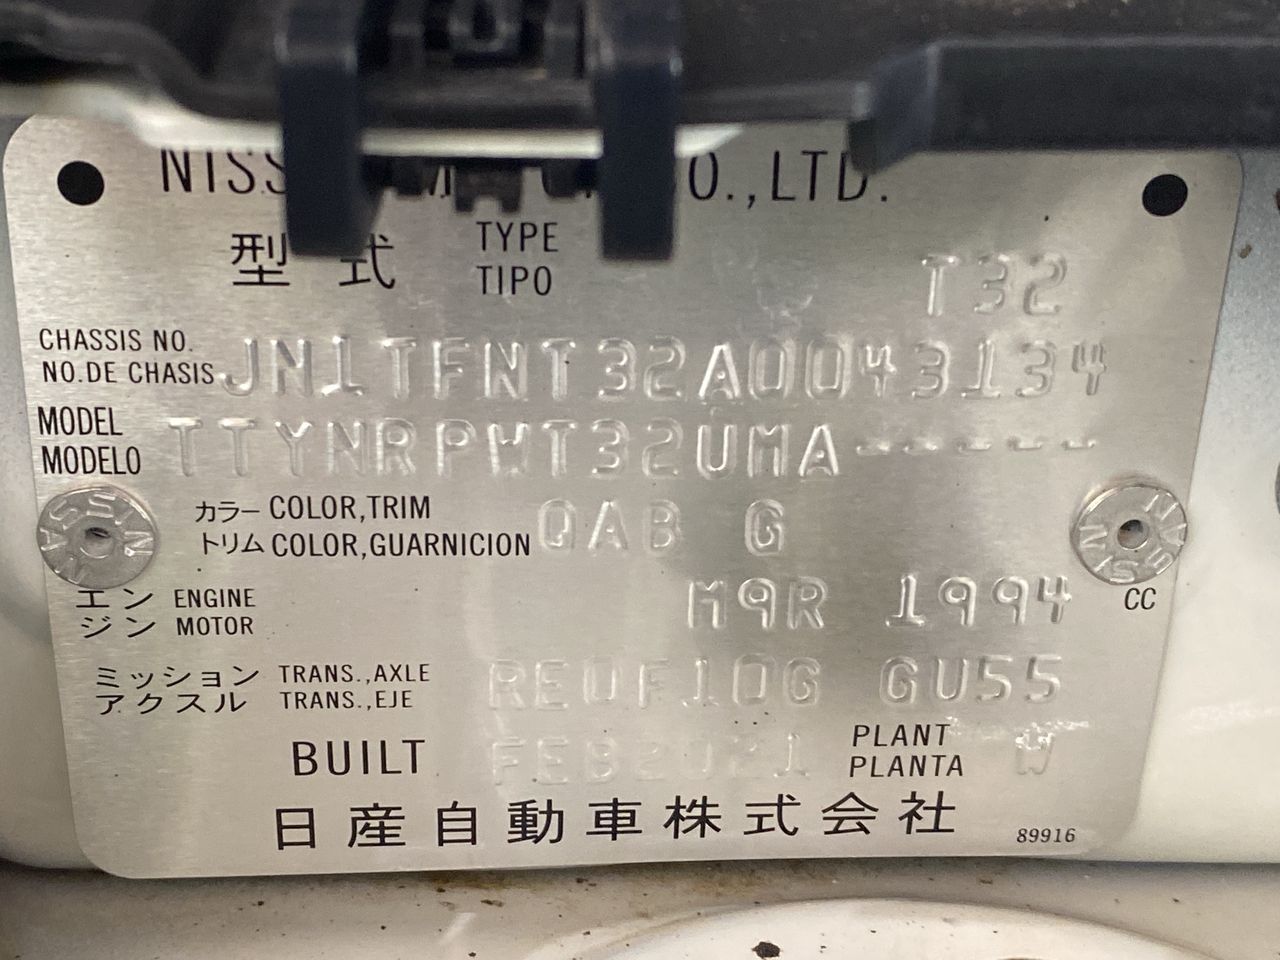 NISS M O., LTD.
型式 TYPE T32
TIPO
CHASSIS NO. JN1TFNT32A0043134
NO.DE CHASIS
MODEL TTYNRPWT32UMA-----
MODELO
カラー COLOR,TRIM QAB G
トリム COLOR,GUARNICION
エン ENGINE M9R 1994 CC
ジン MOTOR
ミッション TRANS.,AXLE RE0F10G GU55
アクスル TRANS.,EJE
BUILT FEB2021 PLANT W
PLANTA
日産自動車株式会社 89916
NISSAN
NISSAN